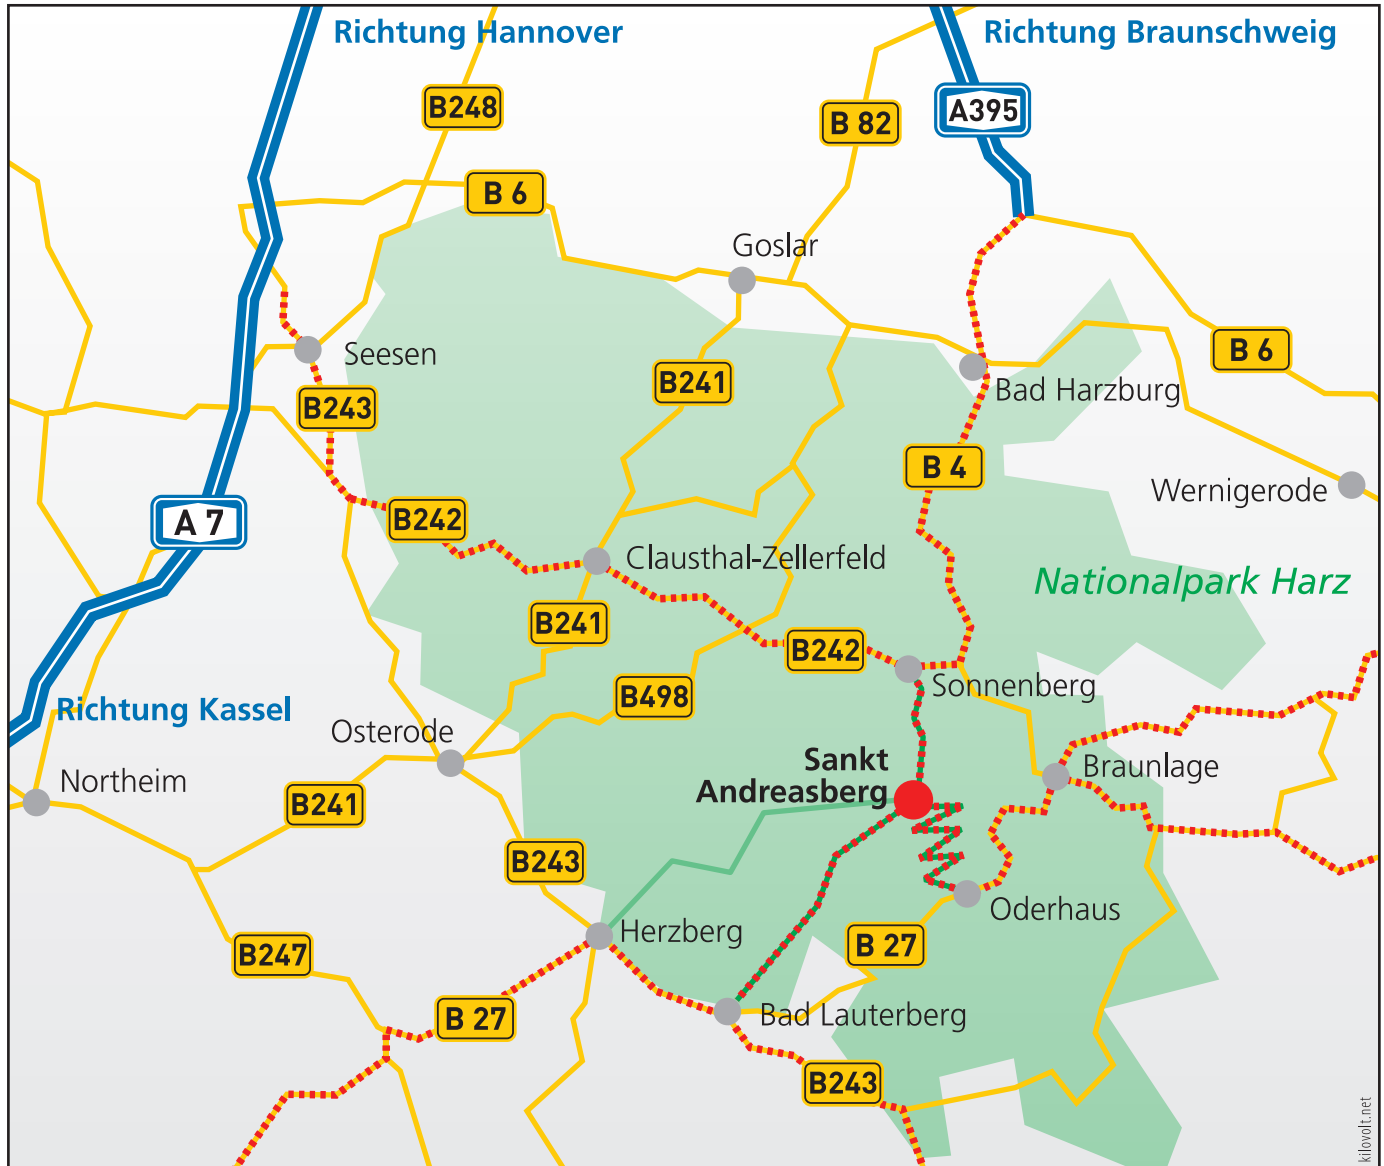 Richtung Hannover
Richtung Braunschweig
B248
B 82
A395
B 6
Goslar
Seesen
B 6
B241
Bad Harzburg
B243
B 4
Wernigerode
A 7
B242
Clausthal-Zellerfeld
Nationalpark Harz
B241
B242
Sonnenberg
B498
Richtung Kassel
Osterode
Sankt
Andreasberg
Braunlage
Northeim
B241
B243
Oderhaus
Herzberg
B 27
B247
B 27
Bad Lauterberg
B243
kilovolt.net